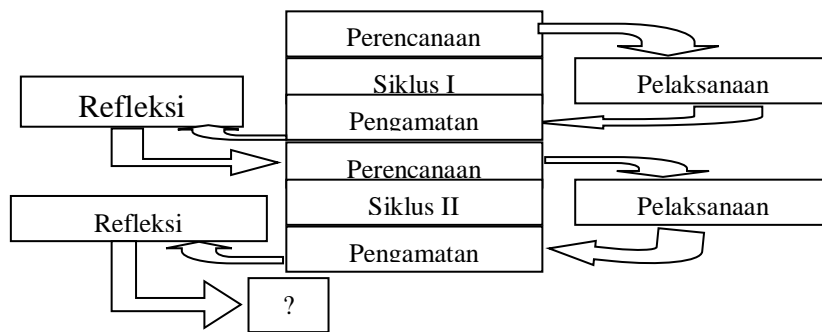 Perencanaan
Siklus I
Pelaksanaan
Refleksi
Pengamatan
Perencanaan
Siklus II
Pelaksanaan
Refleksi
Pengamatan
?